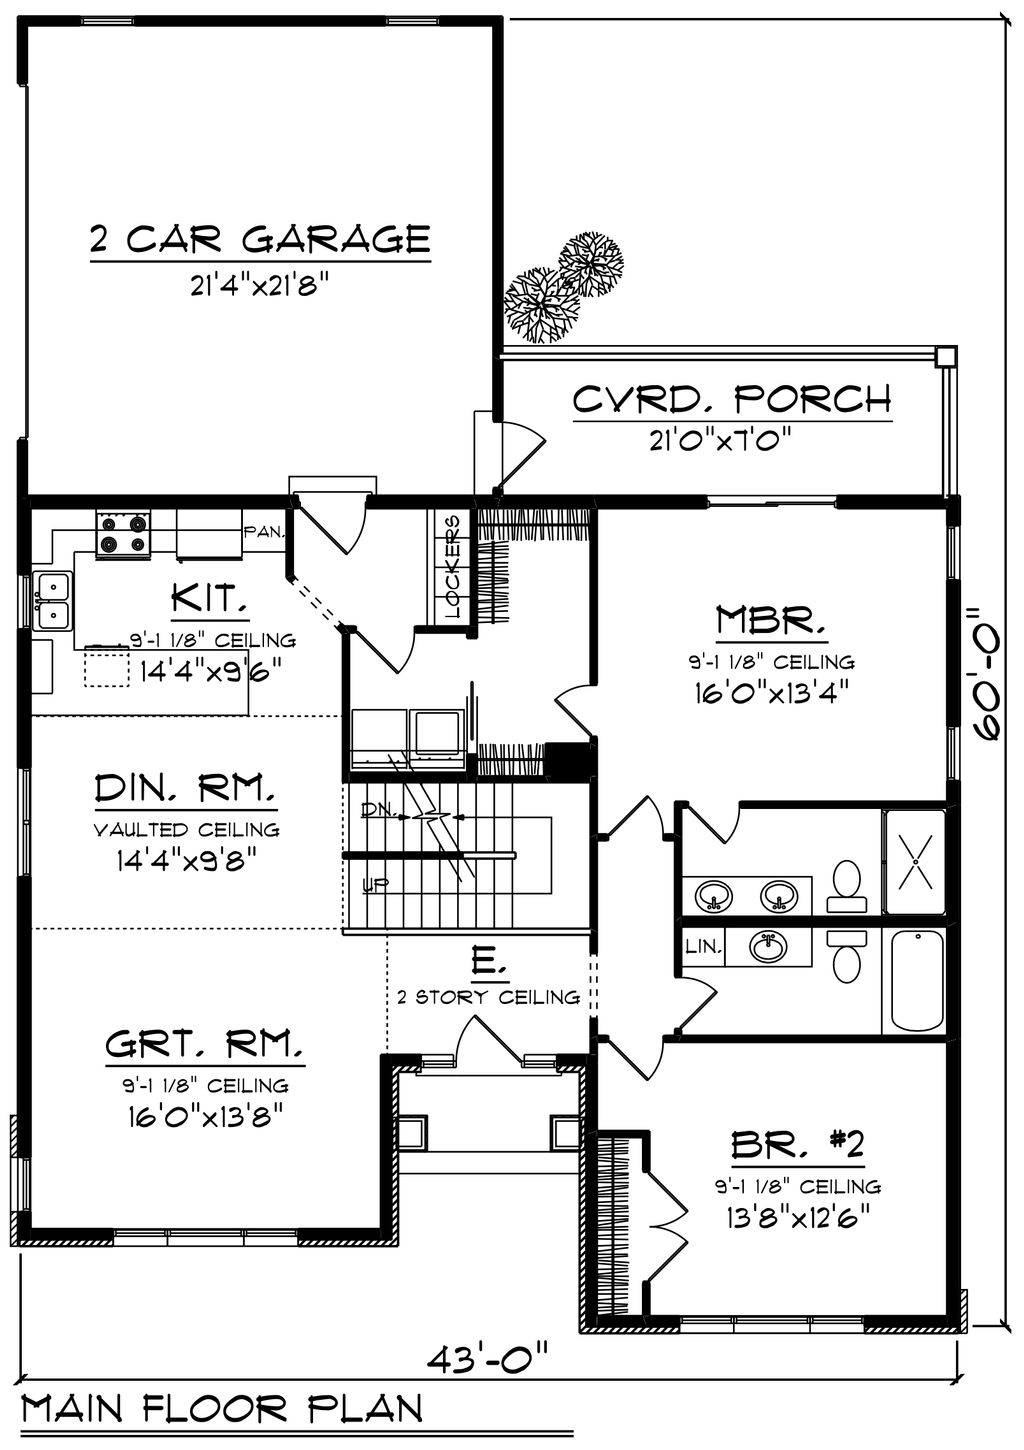 2 CAR GARAGE
21'4"x21'8"
CVRD. PORCH
21'0"x7'0"
PAN.
LOCKERS
KIT.
9'-1 1/8" CEILING
14'4"x9'6"
MBR.
9'-1 1/8" CEILING
16'0"x13'4"
60'-0"
DIN. RM.
VAULTED CEILING
14'4"x9'8"
DN.
UP
LIN.
E.
2 STORY CEILING
GRT. RM.
9'-1 1/8" CEILING
16'0"x13'8"
BR. #2
9'-1 1/8" CEILING
13'8"x12'6"
43'-0"
MAIN FLOOR PLAN